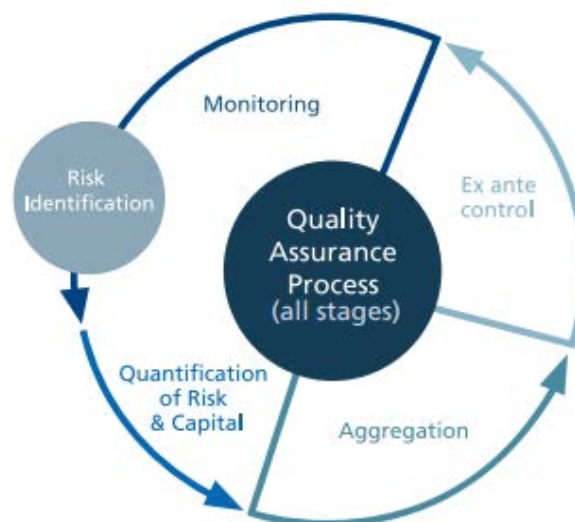 Monitoring
Risk
Identification
Ex ante
control
Quality
Assurance
Process
(all stages)
Quantification
of Risk
& Capital
Aggregation